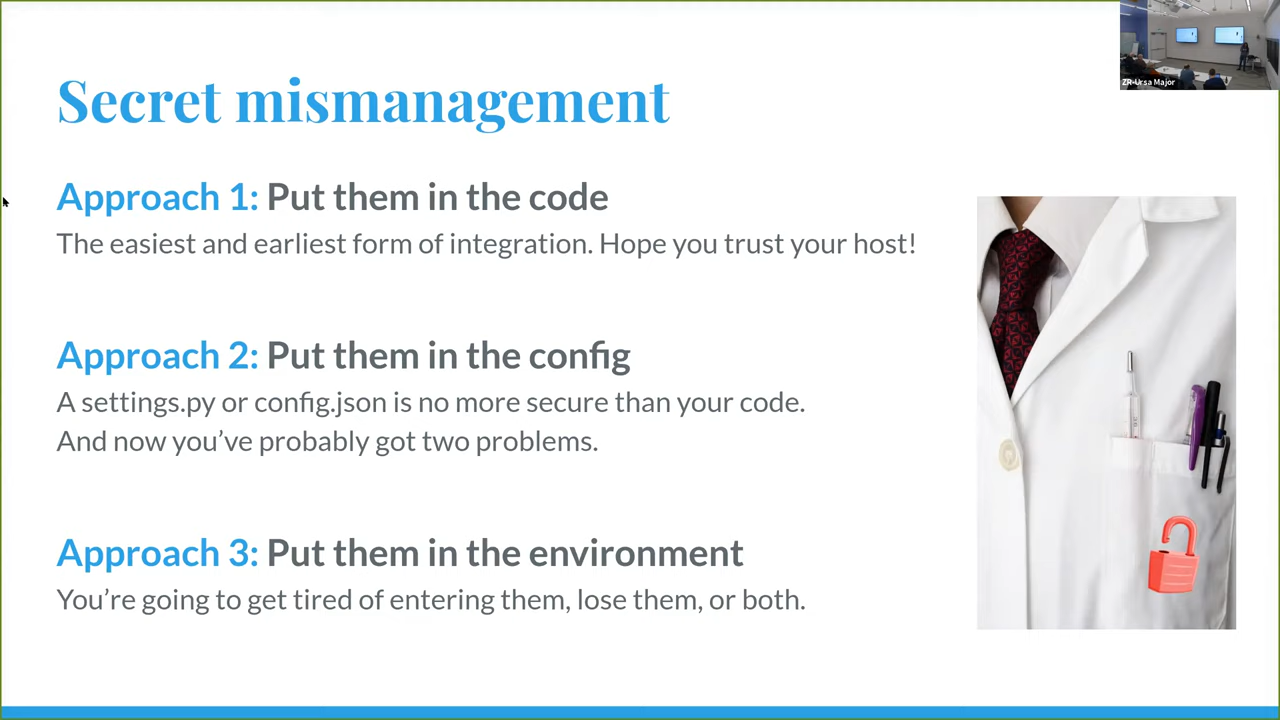 ZR-Ursa Major
Secret mismanagement
Approach 1: Put them in the code
The easiest and earliest form of integration. Hope you trust your host!
Approach 2: Put them in the config
A settings.py or config.json is no more secure than your code.
And now you’ve probably got two problems.
Approach 3: Put them in the environment
You’re going to get tired of entering them, lose them, or both.